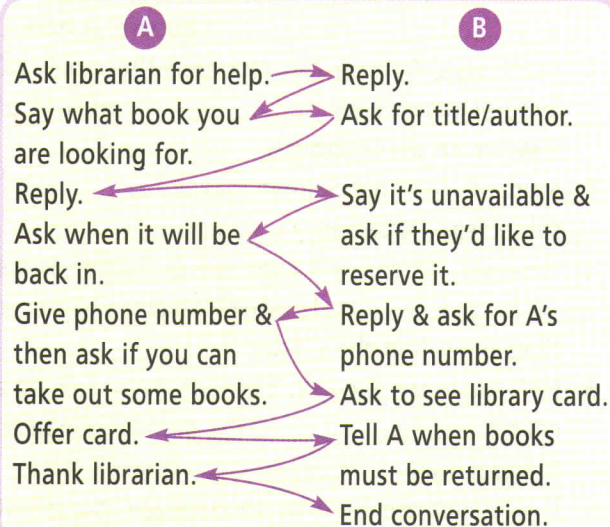 A
Ask librarian for help.
Say what book you
are looking for.
Reply.
Ask when it will be
back in.
Give phone number &
then ask if you can
take out some books.
Offer card.
Thank librarian.
B
Reply.
Ask for title/author.
Say it's unavailable &
ask if they'd like to
reserve it.
Reply & ask for A's
phone number.
Ask to see library card.
Tell A when books
must be returned.
End conversation.